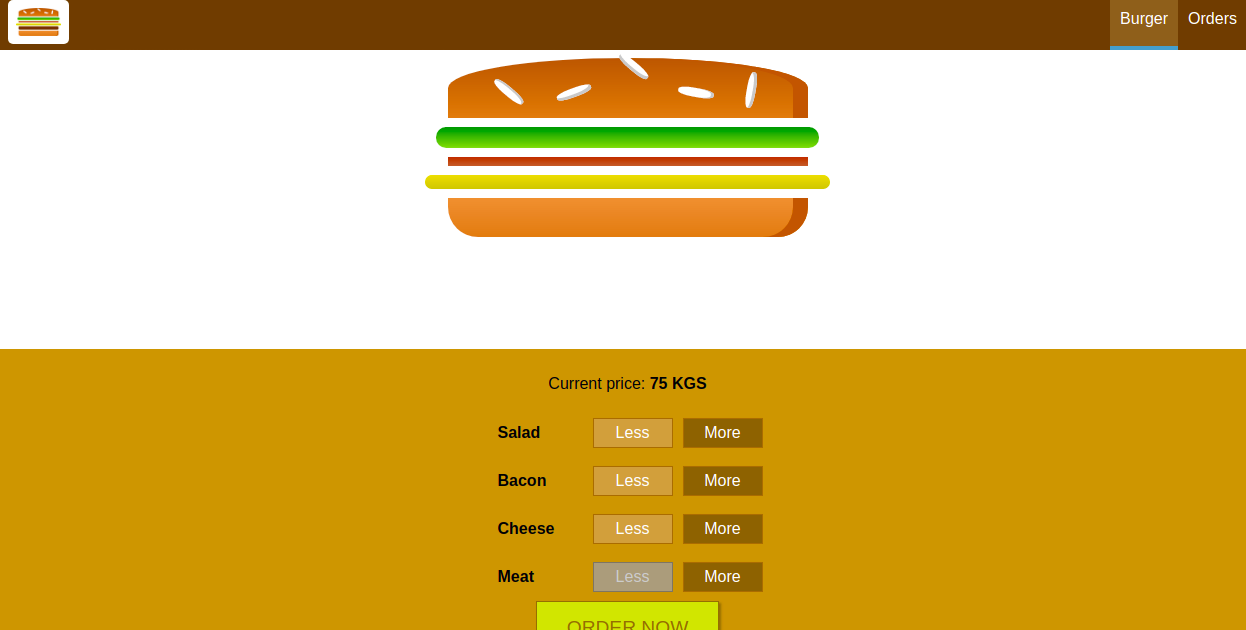 Burger Orders
Current price: 75 KGS
Salad Less More
Bacon Less More
Cheese Less More
Meat Less More
ORDER NOW